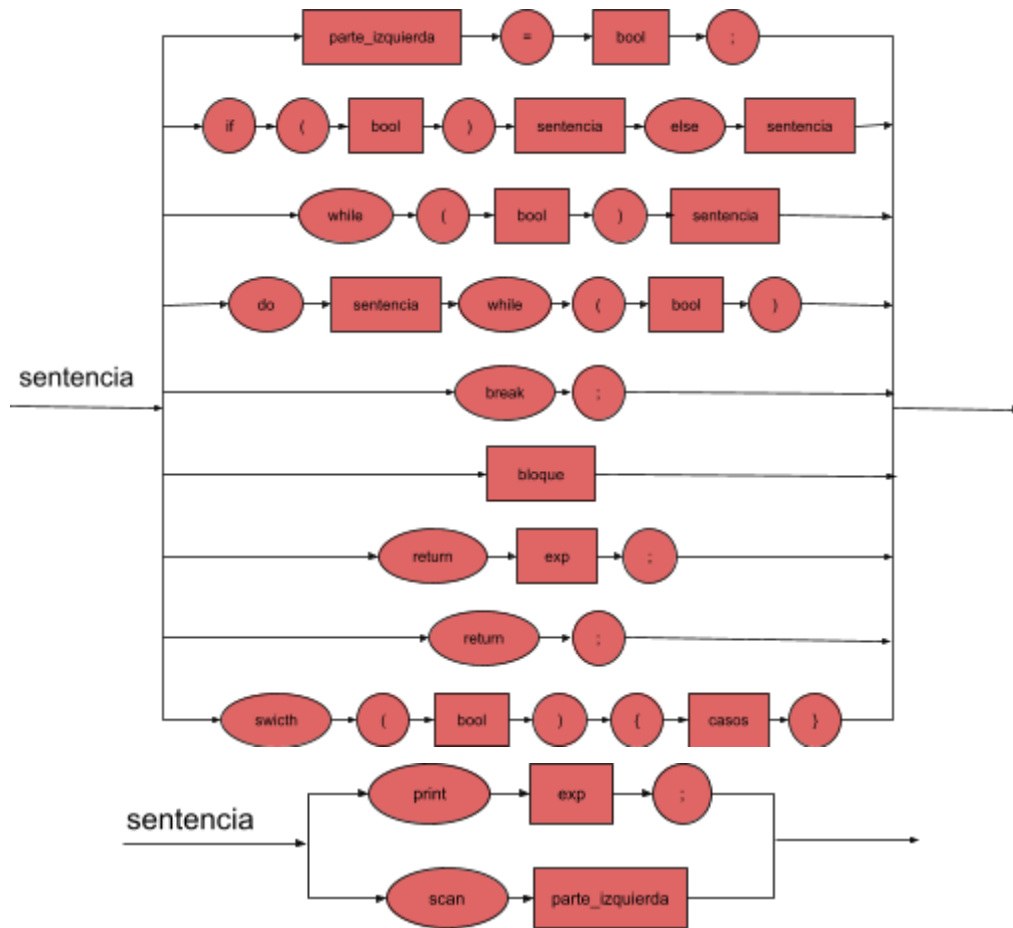 parte_izquierda = bool ;
if ( bool ) sentencia else sentencia
while ( bool ) sentencia
do sentencia while ( bool )
sentencia
break ;
bloque
return exp ;
return ;
swicth ( bool ) { casos }
print exp ;
sentencia
scan parte_izquierda